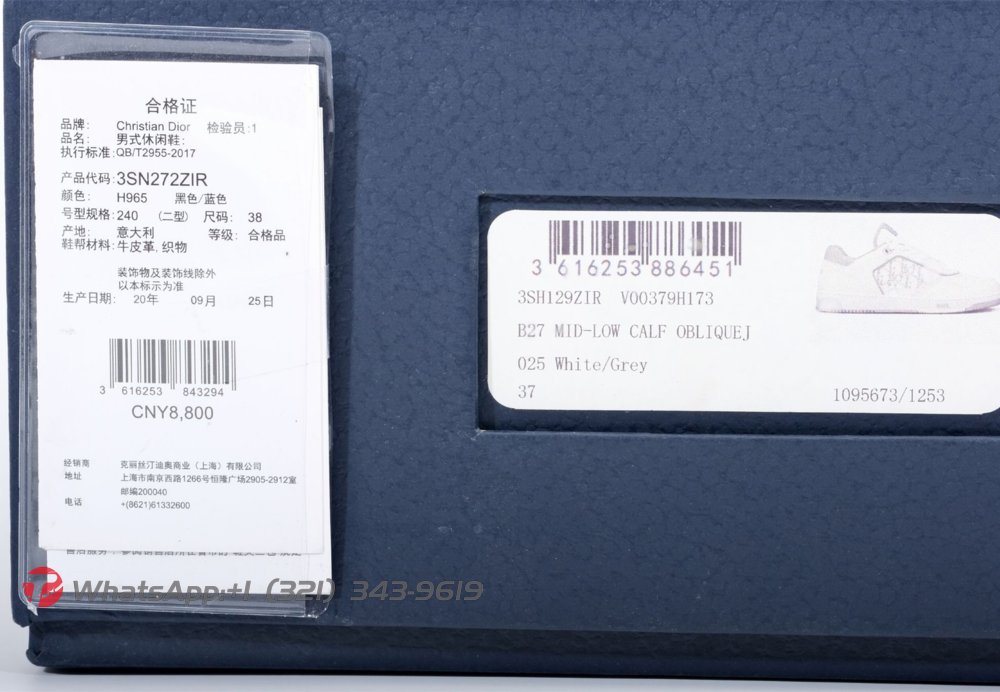 合格证
品牌: Christian Dior 检验员:1
品名: 男式休闲鞋:
执行标准:QB/T2955-2017
产品代码:3SN272ZIR
颜色: H965 黑色/蓝色
号型规格:240 (二型) 尺码: 38
产地: 意大利 等级: 合格品
鞋帮材料:牛皮革,织物
装饰物及装饰线除外
以本标示为准
生产日期: 20年 09月 25日
3 616253 843294
CNY8,800
经销商 克丽丝汀迪奥商业（上海）有限公司
地址 上海市南京西路1266号恒隆广场2905-2912室
邮编200040
电话 +(8621)61332600
3 616253 886451
3SH129ZIR V00379H173
B27 MID-LOW CALF OBLIQUEJ
025 White/Grey
37 1095673/1253
WhatsApp:+1 (321) 343-9619